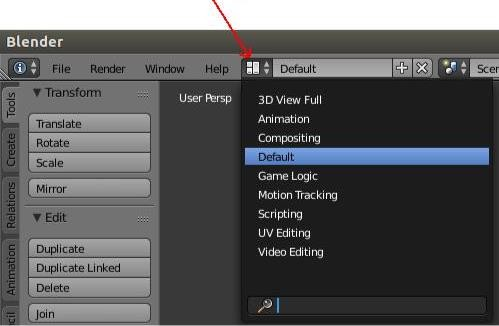 Blender
File Render Window Help Default Scen
Tools
Create
Relations
Animation
cil
Transform
Translate
Rotate
Scale
Mirror
Edit
Duplicate
Duplicate Linked
Delete
Join
User Persp
3D View Full
Animation
Compositing
Default
Game Logic
Motion Tracking
Scripting
UV Editing
Video Editing